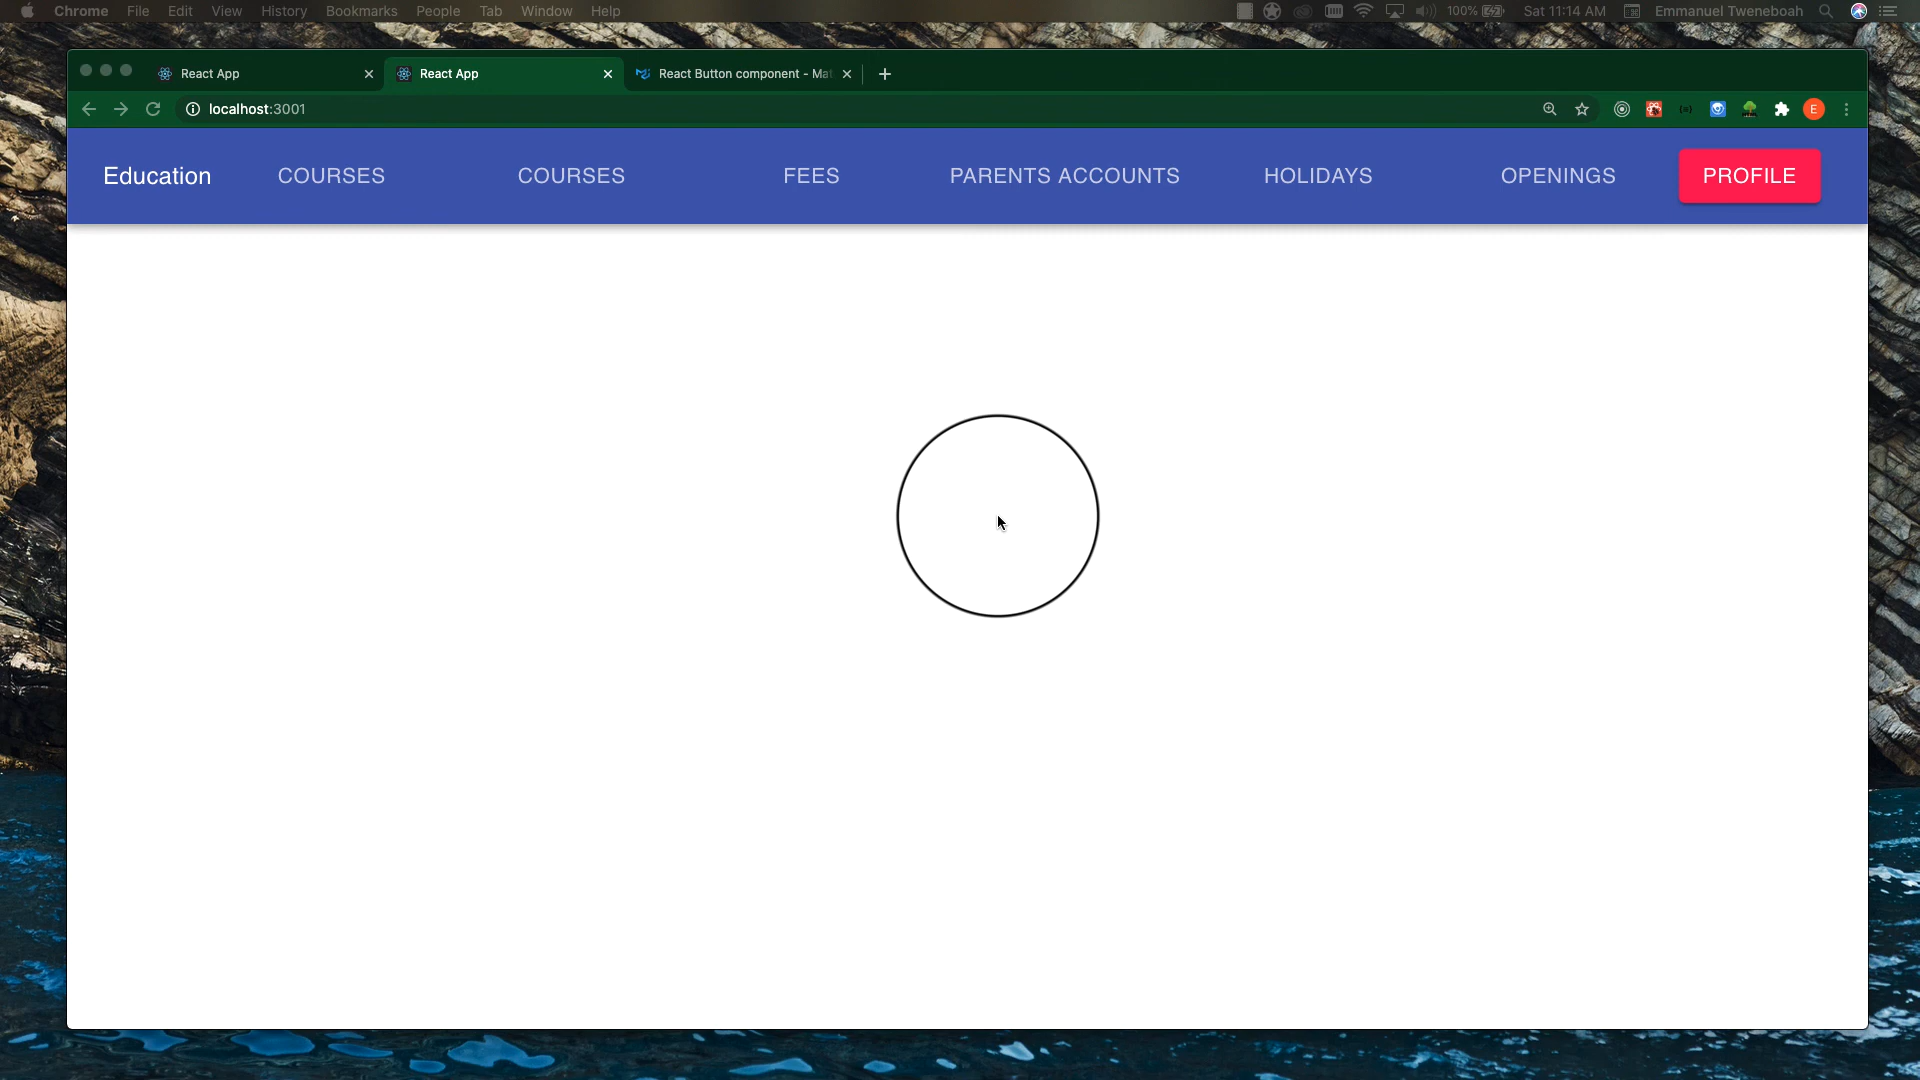 Chrome File Edit View History Bookmarks People Tab Window Help 100% Sat 11:14 AM Emmanuel Tweneboah
React App React App React Button component - Mat
localhost:3001 E
Education COURSES COURSES FEES PARENTS ACCOUNTS HOLIDAYS OPENINGS PROFILE